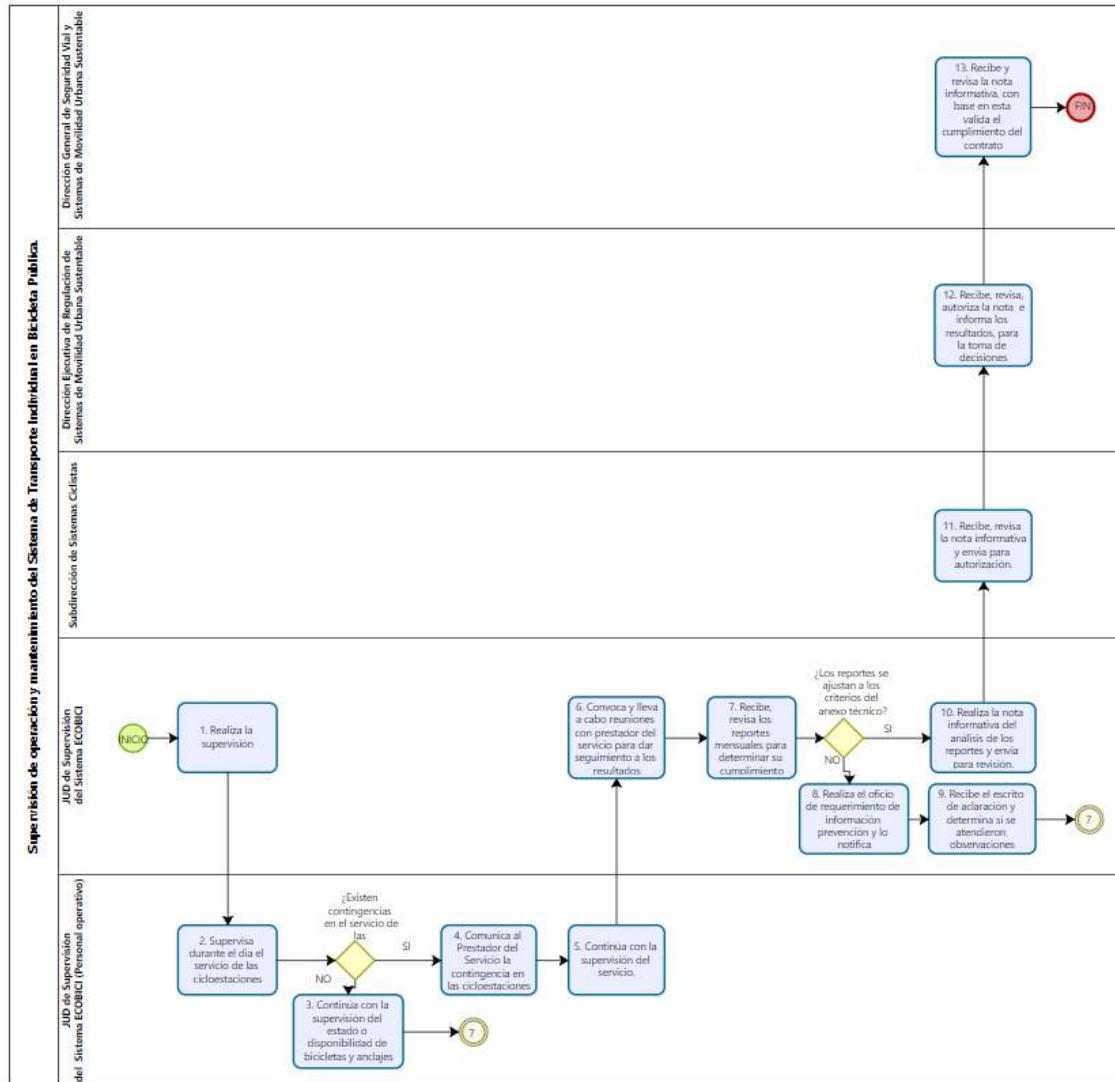 Supervisión de operación y mantenimiento del Sistema de Transporte Individual en Bicicleta Pública.
Dirección General de Seguridad Vial y
Sistemas de Movilidad Urbana Sustentable
13. Recibe y
revisa la nota
informativa, con
base en esta
valida el
cumplimiento del
contrato
FIN
Dirección Ejecutiva de Regulación de
Sistemas de Movilidad Urbana Sustentable
12. Recibe, revisa,
autoriza la nota e
informa los
resultados, para
la toma de
decisiones
Subdirección de Sistemas Ciclistas
11. Recibe, revisa
la nota informativa
y envía para
autorización.
JUD de Supervisión
del Sistema ECOBICI
INICIO
1. Realiza la
supervisión
6. Convoca y lleva
a cabo reuniones
con prestador del
servicio para dar
seguimiento a los
resultados
7. Recibe,
revisa los
reportes
mensuales para
determinar su
cumplimiento
¿Los reportes se
ajustan a los
criterios del
anexo técnico?
SI
NO
10. Realiza la nota
informativa del
análisis de los
reportes y envia
para revisión.
8. Realiza el oficio
de requerimiento de
información
prevención y lo
notifica
9. Recibe el escrito
de aclaración y
determina si se
atendieron
observaciones
7
JUD de Supervisión
del Sistema ECOBICI (Personal operativo)
2. Supervisa
durante el día el
servicio de las
cicloestaciones
¿Existen
contingencias
en el servicio de
las
SI
NO
4. Comunica al
Prestador del
Servicio la
contingencia en
las cicloestaciones
5. Continúa con la
supervisión del
servicio.
3. Continúa con la
supervisión del
estado o
disponibilidad de
bicicletas y anclajes
7